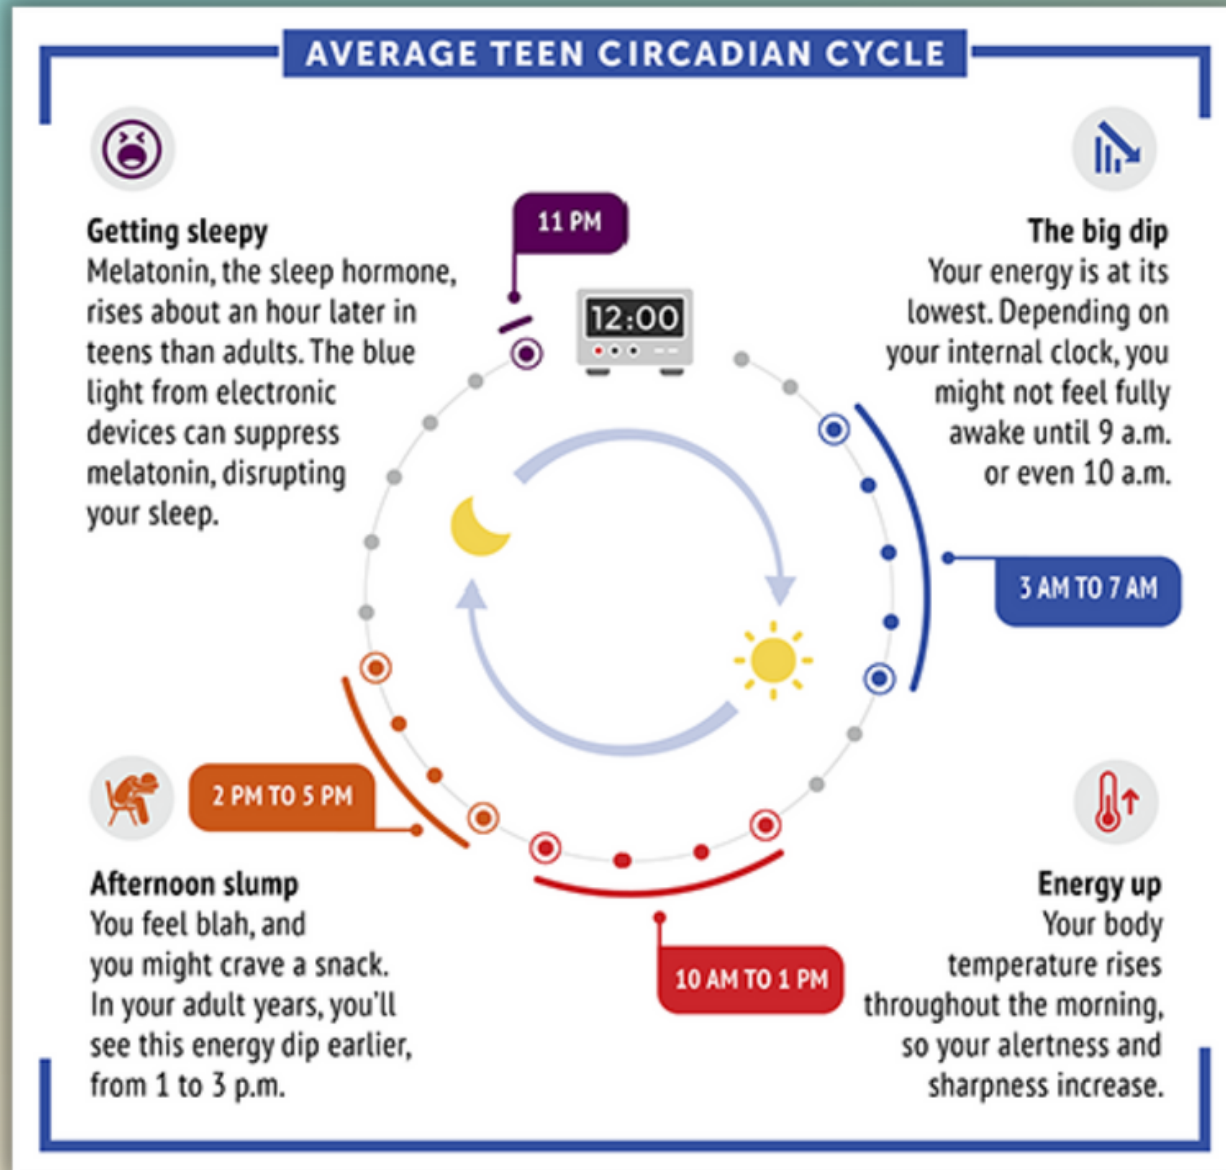 AVERAGE TEEN CIRCADIAN CYCLE
Getting sleepy
Melatonin, the sleep hormone,
rises about an hour later in
teens than adults. The blue
light from electronic
devices can suppress
melatonin, disrupting
your sleep.
11 PM
12:00
The big dip
Your energy is at its
lowest. Depending on
your internal clock, you
might not feel fully
awake until 9 a.m.
or even 10 a.m.
3 AM TO 7 AM
2 PM TO 5 PM
Afternoon slump
You feel blah, and
you might crave a snack.
In your adult years, you'll
see this energy dip earlier,
from 1 to 3 p.m.
10 AM TO 1 PM
Energy up
Your body
temperature rises
throughout the morning,
so your alertness and
sharpness increase.